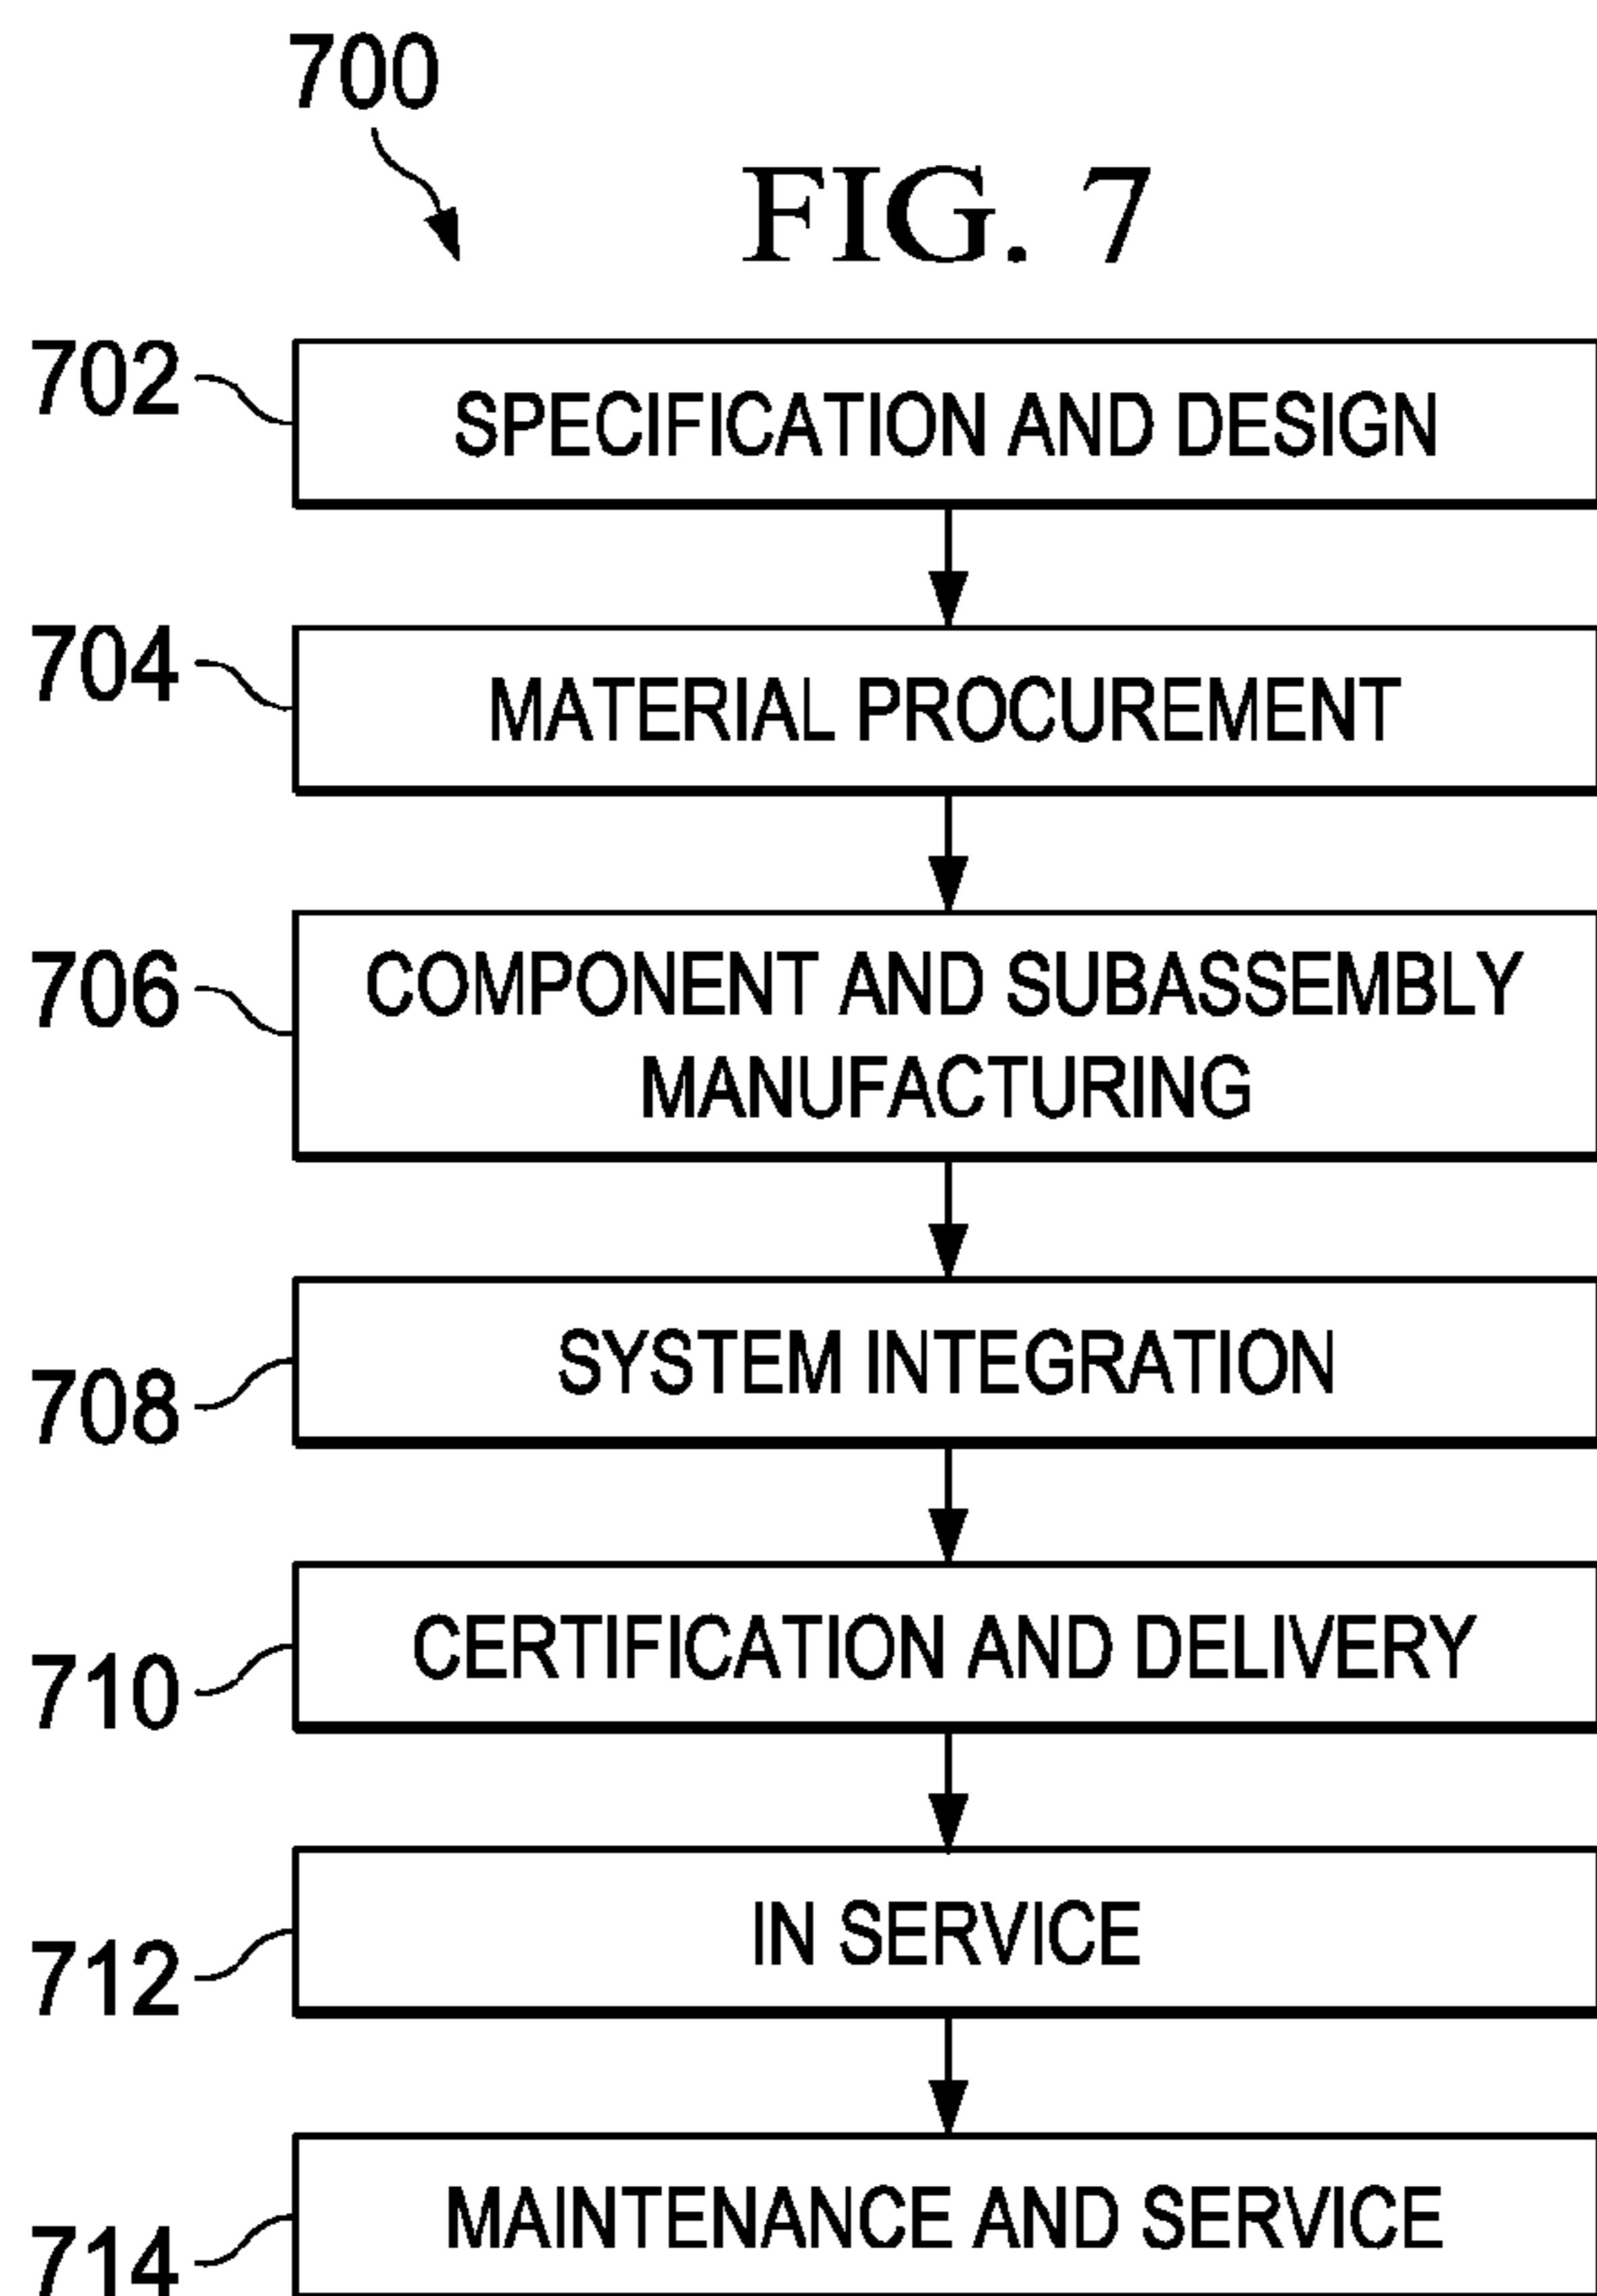 700
FIG. 7
702
SPECIFICATION AND DESIGN
704
MATERIAL PROCUREMENT
706
COMPONENT AND SUBASSEMBLY
MANUFACTURING
708
SYSTEM INTEGRATION
710
CERTIFICATION AND DELIVERY
712
IN SERVICE
714
MAINTENANCE AND SERVICE